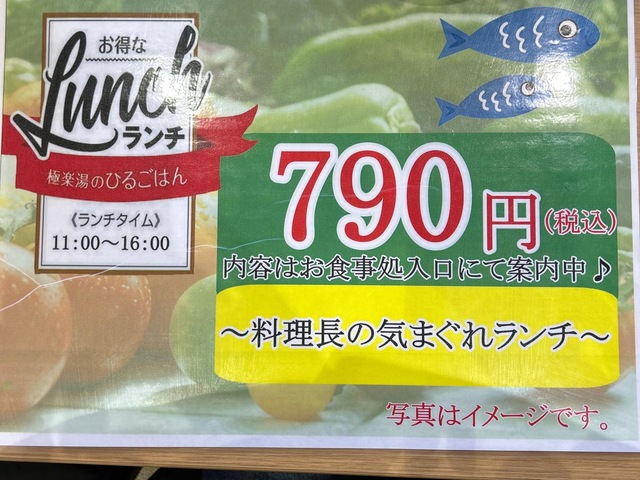 お得な
Lunch
ランチ
極楽湯のひるごはん
《ランチタイム》
11:00～16:00
790円(税込)
内容はお食事処入口にて案内中♪
～料理長の気まぐれランチ～
写真はイメージです。